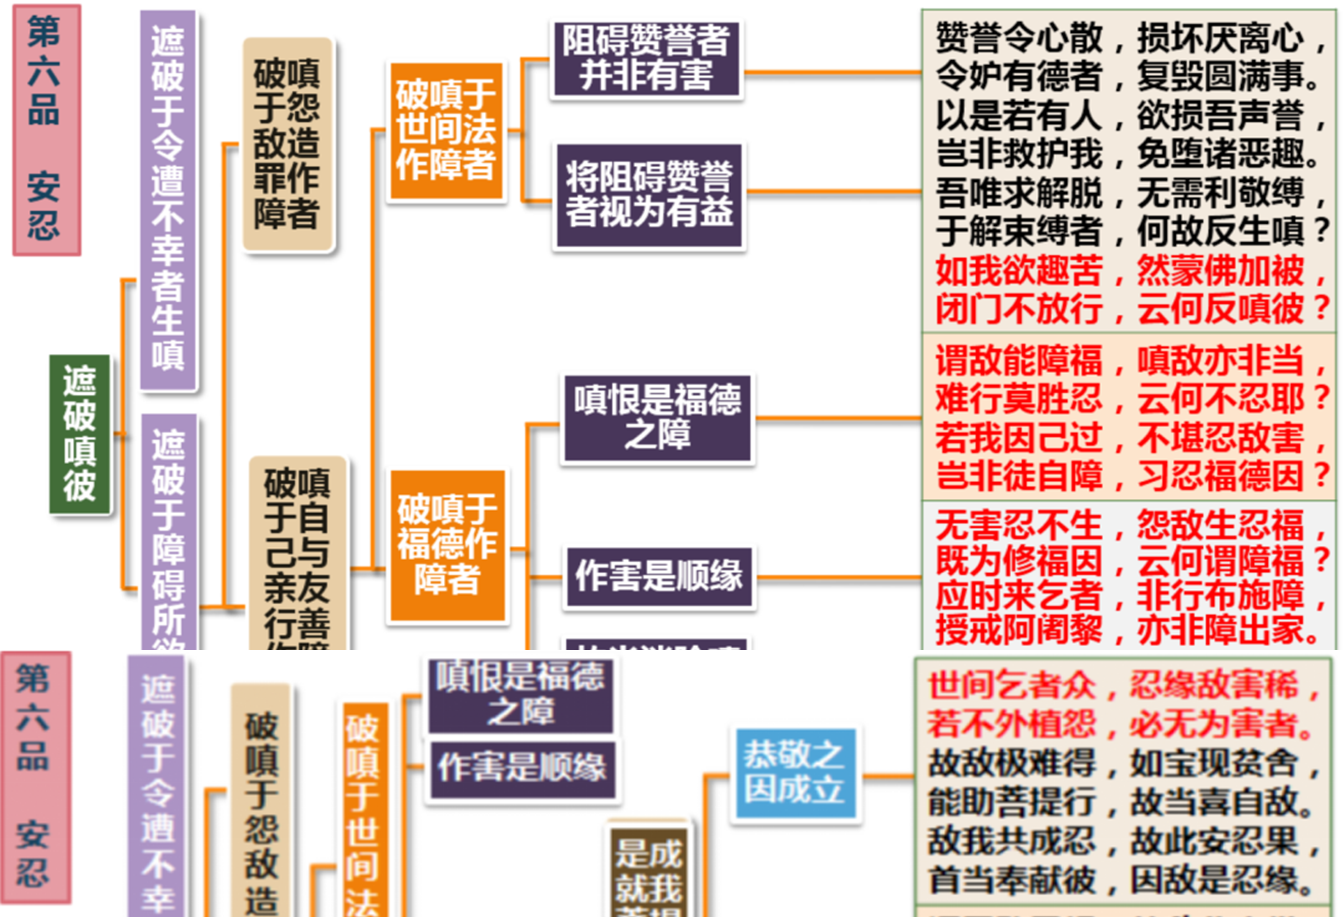 第六品 安忍
遮破嗔彼
遮破于令遭不幸者生嗔
遮破于障碍所
破嗔于怨敌造罪作障者
破嗔于自己与亲友行善
破嗔于
世间法
作障者
破嗔于
福德作
障者
阻碍赞誉者
并非有害
将阻碍赞誉
者视为有益
嗔恨是福德
之障
作害是顺缘
赞誉令心散，损坏厌离心，
令妒有德者，复毁圆满事。
以是若有人，欲损吾声誉，
岂非救护我，免堕诸恶趣。
吾唯求解脱，无需利敬缚，
于解束缚者，何故反生嗔？
如我欲趣苦，然蒙佛加被，
闭门不放行，云何反嗔彼？
谓敌能障福，嗔敌亦非当，
难行莫胜忍，云何不忍耶？
若我因己过，不堪忍敌害，
岂非徒自障，习忍福德因？
无害忍不生，怨敌生忍福，
既为修福因，云何谓障福？
应时来乞者，非行布施障，
授戒阿阇黎，亦非障出家。
第六品 安忍
遮破于令遭不幸
破嗔于怨敌造
破嗔于世间法
嗔恨是福德
之障
作害是顺缘
是成
就我
恭敬之
因成立
世间乞者众，忍缘敌害稀，
若不外植怨，必无为害者。
故敌极难得，如宝现贫舍，
能助菩提行，故当喜自敌。
敌我共成忍，故此安忍果，
首当奉献彼，因敌是忍缘。